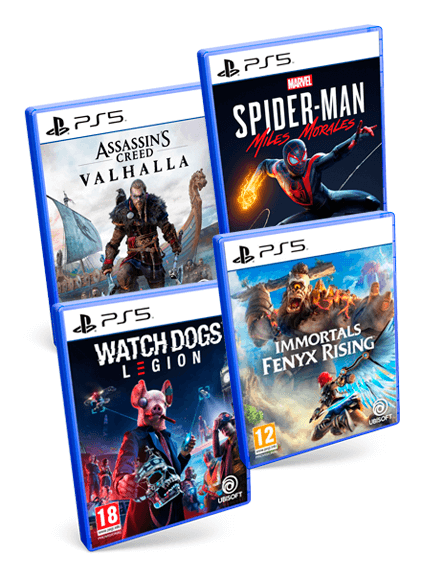 PS5
MARVEL
SPIDER-MAN
Miles Morales
PS5
ASSASSIN'S
CREED
VALHALLA
PS5
IMMORTALS
FENYX RISING
12
UBISOFT
PS5
WATCH DOGS
LEGION
18
UBISOFT